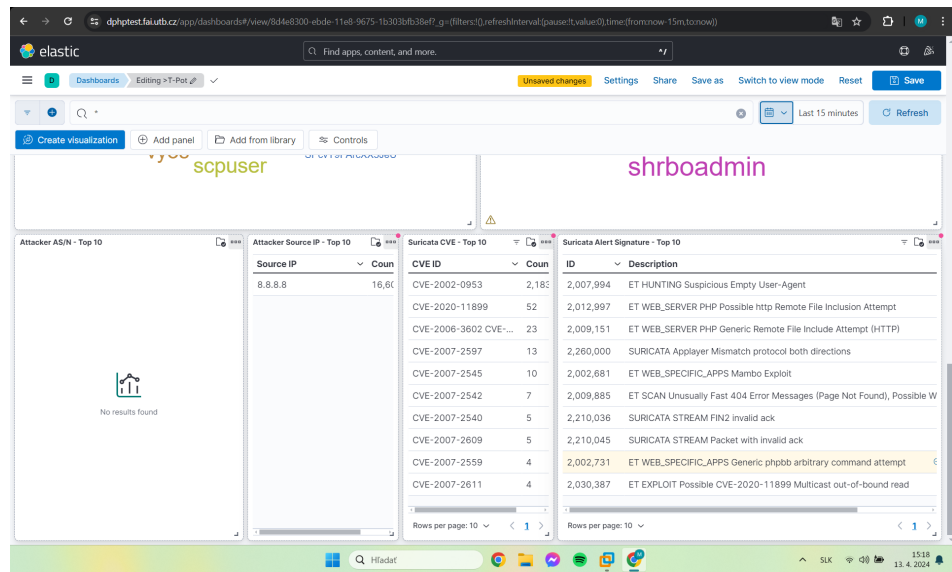 dphptest.fai.utb.cz/app/dashboards#/view/8d4e8300-ebde-11e8-9675-1b303bfb38ef?_g=(filters:!(),refreshInterval:(pause:!t,value:0),time:(from:now-15m,to:now))
M
elastic
Find apps, content, and more.
^/
D
Dashboards
Editing >T-Pot
Unsaved changes
Settings
Share
Save as
Switch to view mode
Reset
Save
*
Last 15 minutes
Refresh
Create visualization
Add panel
Add from library
Controls
vyos
scpuser
shrboadmin
Attacker AS/N - Top 10
No results found
Attacker Source IP - Top 10
Source IP Coun
8.8.8.8 16,60
Suricata CVE - Top 10
CVE ID Coun
CVE-2002-0953 2,183
CVE-2020-11899 52
CVE-2006-3602 CVE-... 23
CVE-2007-2597 13
CVE-2007-2545 10
CVE-2007-2542 7
CVE-2007-2540 5
CVE-2007-2609 5
CVE-2007-2559 4
CVE-2007-2611 4
Rows per page: 10 < 1 >
Suricata Alert Signature - Top 10
ID Description
2,007,994 ET HUNTING Suspicious Empty User-Agent
2,012,997 ET WEB_SERVER PHP Possible http Remote File Inclusion Attempt
2,009,151 ET WEB_SERVER PHP Generic Remote File Include Attempt (HTTP)
2,260,000 SURICATA Applayer Mismatch protocol both directions
2,002,681 ET WEB_SPECIFIC_APPS Mambo Exploit
2,009,885 ET SCAN Unusually Fast 404 Error Messages (Page Not Found), Possible W
2,210,036 SURICATA STREAM FIN2 invalid ack
2,210,045 SURICATA STREAM Packet with invalid ack
2,002,731 ET WEB_SPECIFIC_APPS Generic phpbb arbitrary command attempt
2,030,387 ET EXPLOIT Possible CVE-2020-11899 Multicast out-of-bound read
Rows per page: 10 < 1 >
Hľadať
SLK
15:18
13. 4. 2024